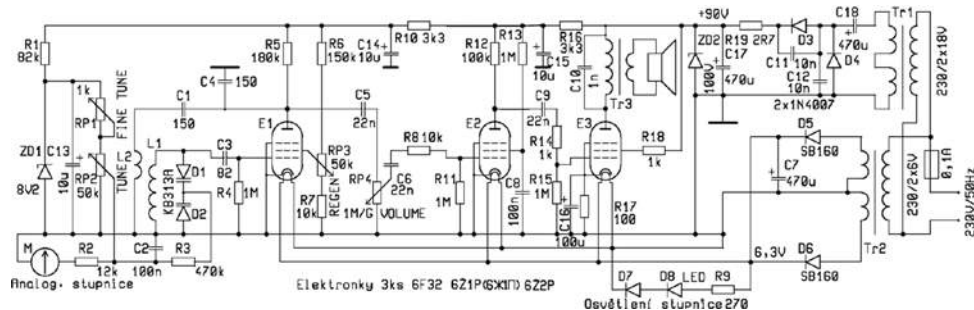 R1
82k
1k
RP1
FINE TUNE
RP2
50k
TUNE
ZD1
8V2
C13
10u
L2
L1
C1
150
C4
150
KB313A
D1
D2
C3
82
R4
1M
C2
100n
R2
12k
R3
470k
M
Analog. stupnice
R5
180k
R6
150k
E1
RP3
50k
R7
10k
REGEN
C14
10u
R10 3k3
C5
22n
RP4
1M/G VOLUME
C6
22n
R8 10k
R11
1M
R12
100k
R13
1M
E2
C8
100n
C9
22n
C15
10u
R14
1k
R15
1M
C16
100u
R16
3k3
C10
1n
Tr3
E3
R17
100
R18
1k
+90V
ZD2
100V
C17
470u
R19 2R7
D3
C11
10n
C12
10n
2x1N4007
D4
C18
470u
Tr1
230/2x18V
D5
SB160
C7
470u
230/2x6V
Tr2
0,1A
230V/50Hz
6,3V
D6
SB160
D7
D8
LED
R9
Osvětlení stupnice 270
Elektronky 3ks 6F32 6Z1P(6Ж1П) 6Z2P